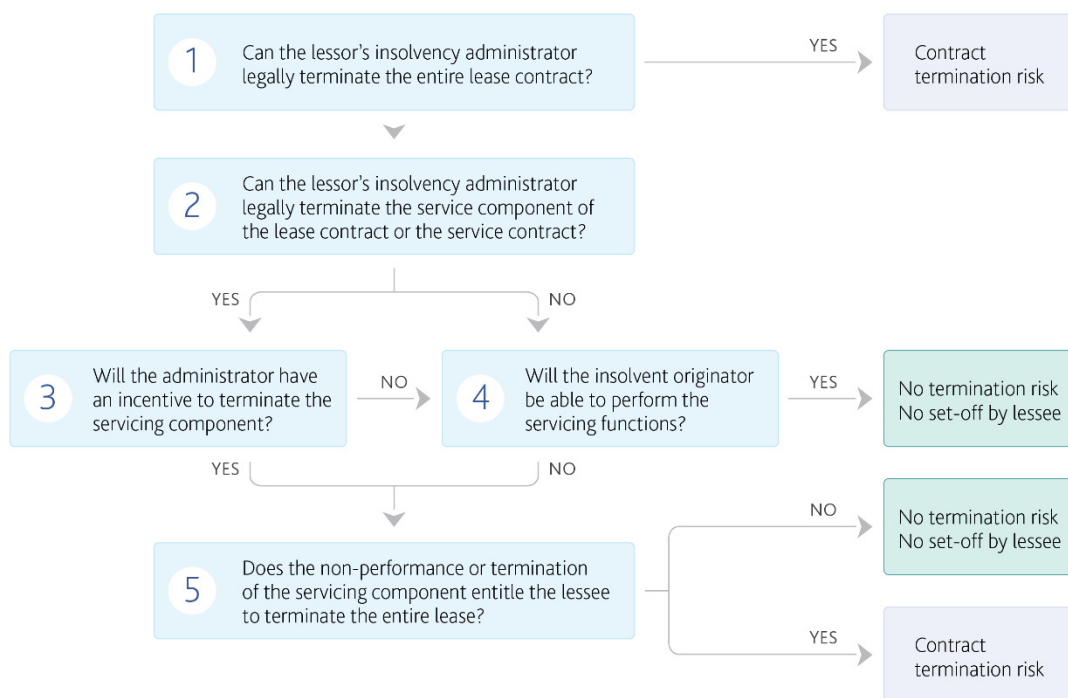 1
Can the lessor’s insolvency administrator
legally terminate the entire lease contract?
YES
Contract
termination risk
2
Can the lessor’s insolvency administrator
legally terminate the service component of
the lease contract or the service contract?
YES
NO
3
Will the administrator have
an incentive to terminate the
servicing component?
NO
4
Will the insolvent originator
be able to perform the
servicing functions?
YES
No termination risk
No set-off by lessee
YES
NO
5
Does the non-performance or termination
of the servicing component entitle the lessee
to terminate the entire lease?
NO
No termination risk
No set-off by lessee
YES
Contract
termination risk